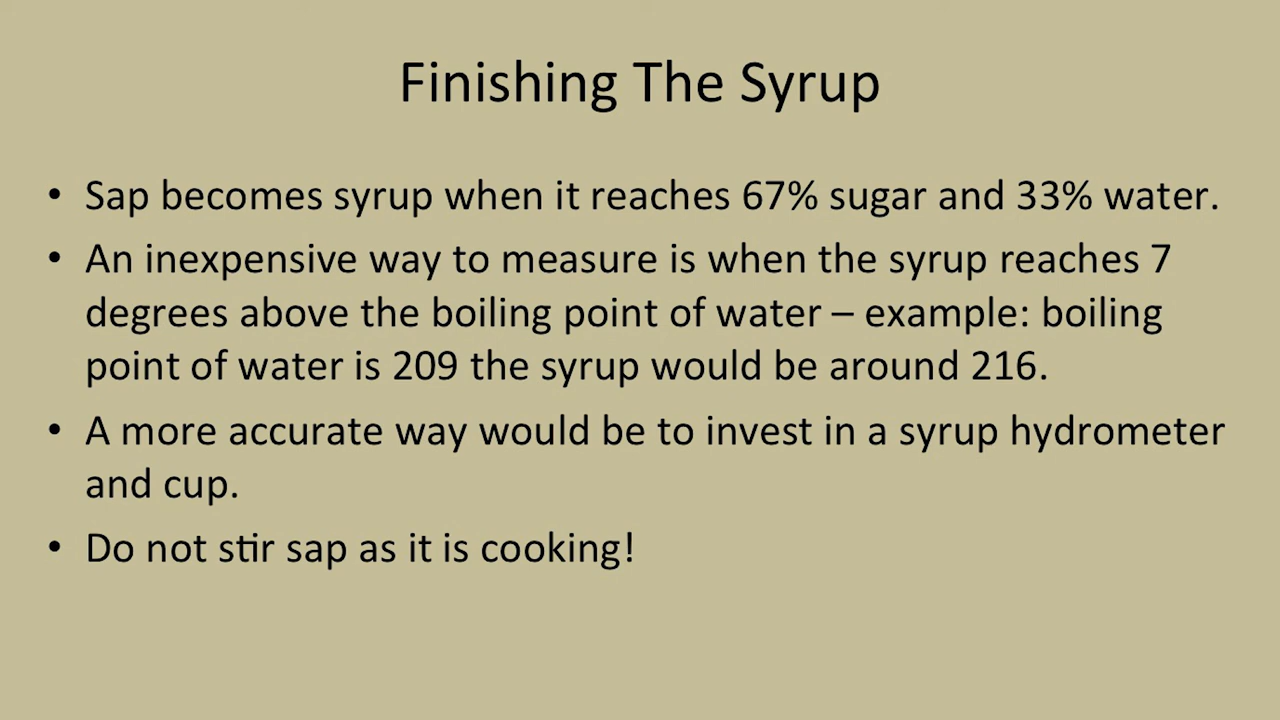 Finishing The Syrup
• Sap becomes syrup when it reaches 67% sugar and 33% water.
• An inexpensive way to measure is when the syrup reaches 7
degrees above the boiling point of water – example: boiling
point of water is 209 the syrup would be around 216.
• A more accurate way would be to invest in a syrup hydrometer
and cup.
• Do not stir sap as it is cooking!